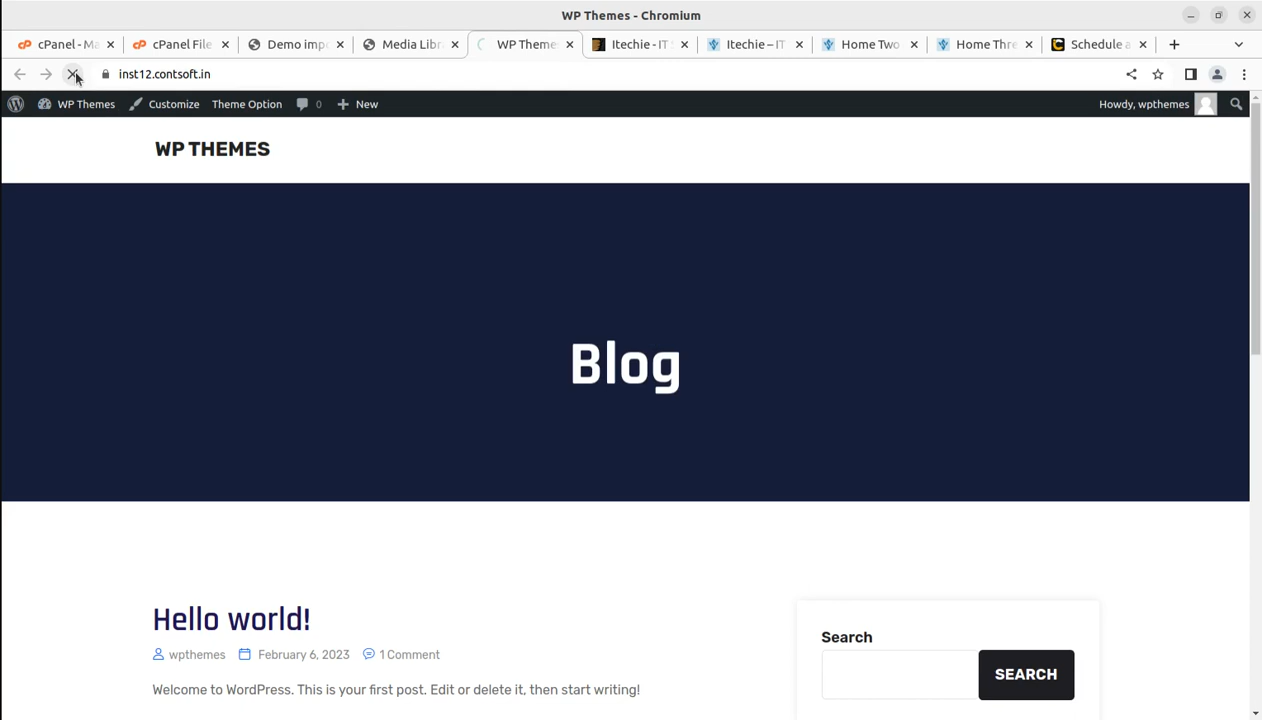 WP Themes - Chromium
cPanel - Ma
cPanel File
Demo impo
Media Libr
WP Theme
Itechie - IT S
Itechie – IT
Home Two
Home Thre
Schedule a
inst12.contsoft.in
WP Themes
Customize
Theme Option
0
New
Howdy, wpthemes
WP THEMES
Blog
Hello world!
wpthemes
February 6, 2023
1 Comment
Welcome to WordPress. This is your first post. Edit or delete it, then start writing!
Search
SEARCH